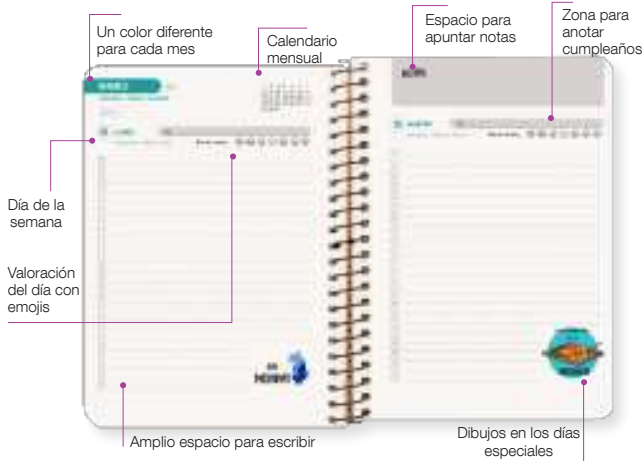 Un color diferente
para cada mes
Calendario
mensual
Espacio para
apuntar notas
Zona para
anotar
cumpleaños
Día de la
semana
Valoración
del día con
emojis
Amplio espacio para escribir
Dibujos en los días
especiales